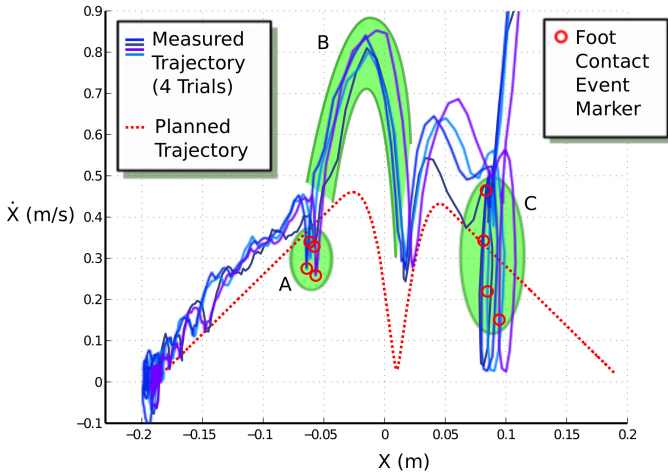 0.9
0.8
0.7
0.6
0.5
0.4
0.3
0.2
0.1
0
−0.1
Ẋ (m/s)
Measured
Trajectory
(4 Trials)
Planned
Trajectory
Foot
Contact
Event
Marker
B
A
C
−0.2
−0.15
−0.1
−0.05
0
0.05
0.1
0.15
0.2
X (m)